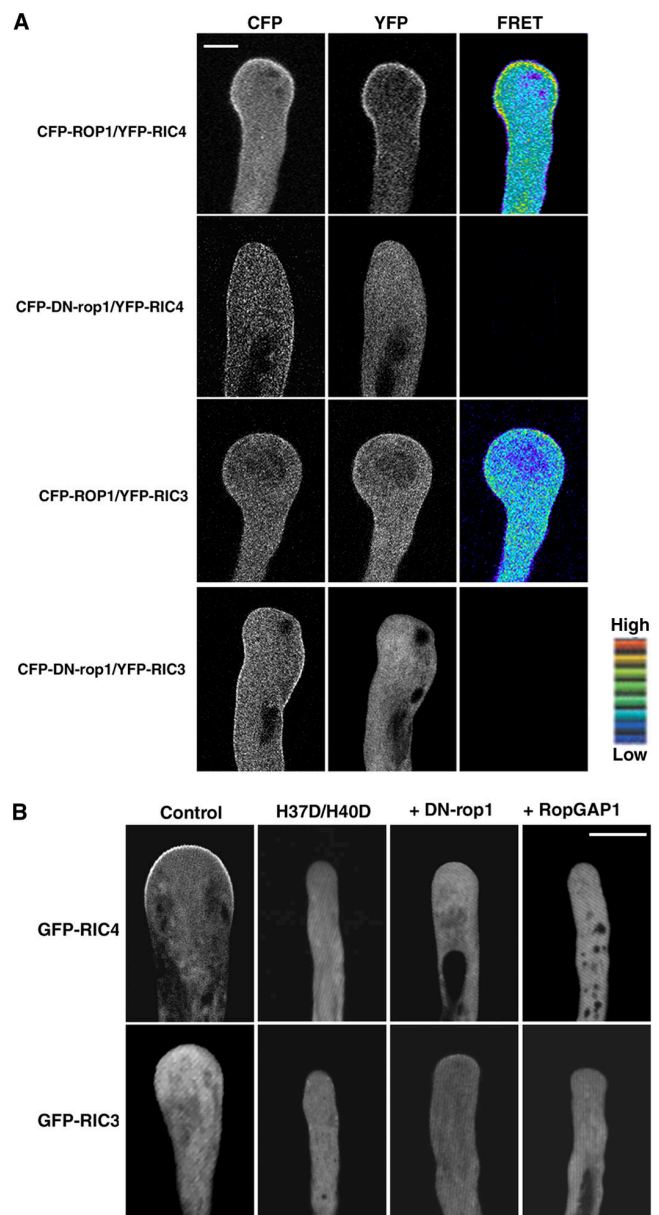 A
CFP YFP FRET
CFP-ROP1/YFP-RIC4
CFP-DN-rop1/YFP-RIC4
CFP-ROP1/YFP-RIC3
CFP-DN-rop1/YFP-RIC3
High
Low
B
Control H37D/H40D + DN-rop1 + RopGAP1
GFP-RIC4
GFP-RIC3